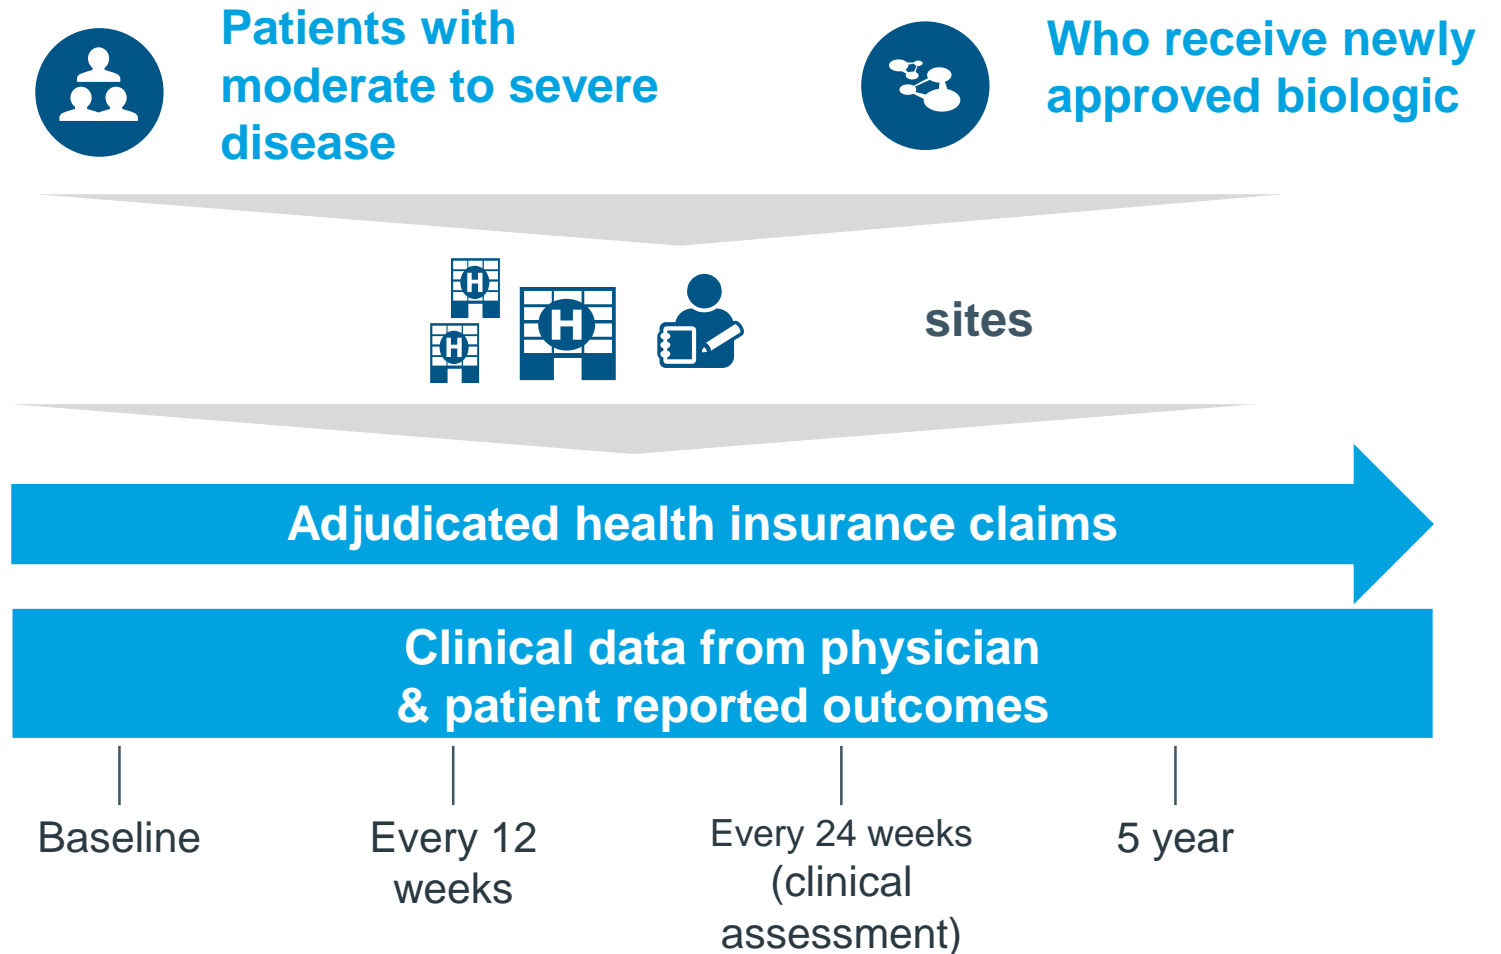 Patients with
moderate to severe
disease
Who receive newly
approved biologic
H
H
H
sites
Adjudicated health insurance claims
Clinical data from physician
& patient reported outcomes
Baseline
Every 12
weeks
Every 24 weeks
(clinical
assessment)
5 year